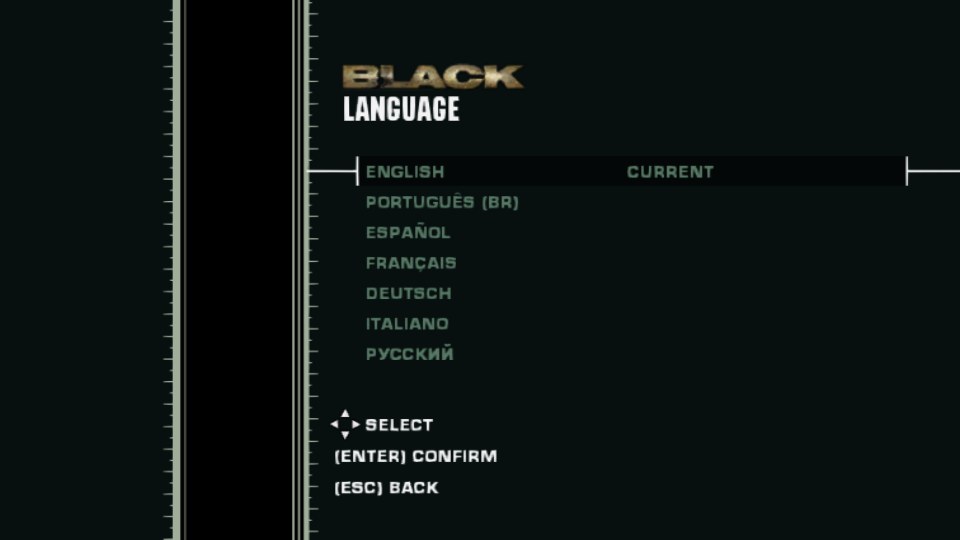 BLACK
LANGUAGE
ENGLISH CURRENT
PORTUGUÊS (BR)
ESPAÑOL
FRANÇAIS
DEUTSCH
ITALIANO
РУССКИЙ
SELECT
(ENTER) CONFIRM
(ESC) BACK